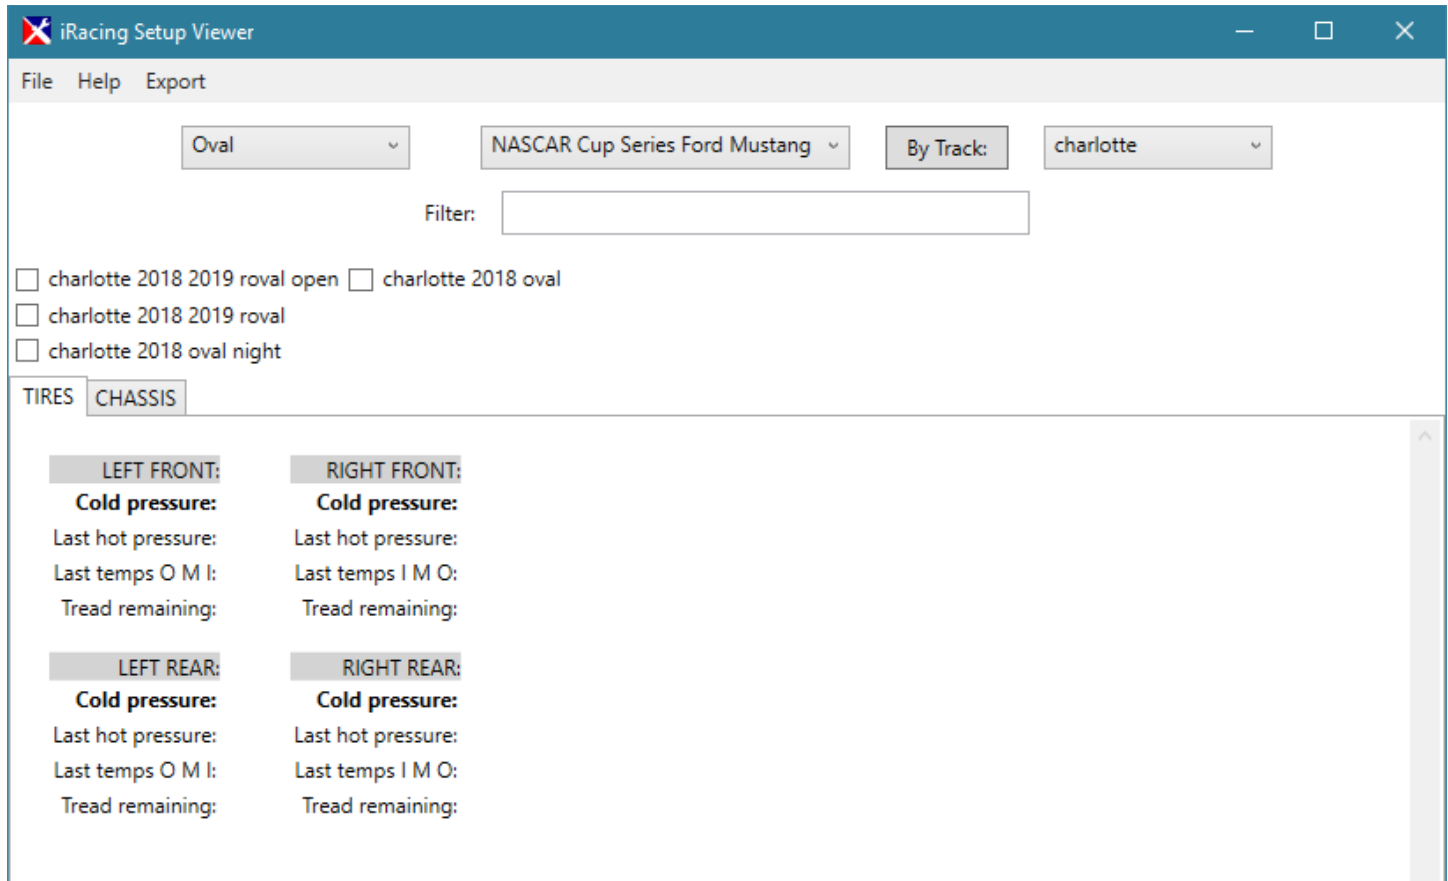 iRacing Setup Viewer
File Help Export
Oval NASCAR Cup Series Ford Mustang By Track: charlotte
Filter:
charlotte 2018 2019 roval open charlotte 2018 oval
charlotte 2018 2019 roval
charlotte 2018 oval night
TIRES CHASSIS
LEFT FRONT: RIGHT FRONT:
Cold pressure: Cold pressure:
Last hot pressure: Last hot pressure:
Last temps O M I: Last temps I M O:
Tread remaining: Tread remaining:
LEFT REAR: RIGHT REAR:
Cold pressure: Cold pressure:
Last hot pressure: Last hot pressure:
Last temps O M I: Last temps I M O:
Tread remaining: Tread remaining: